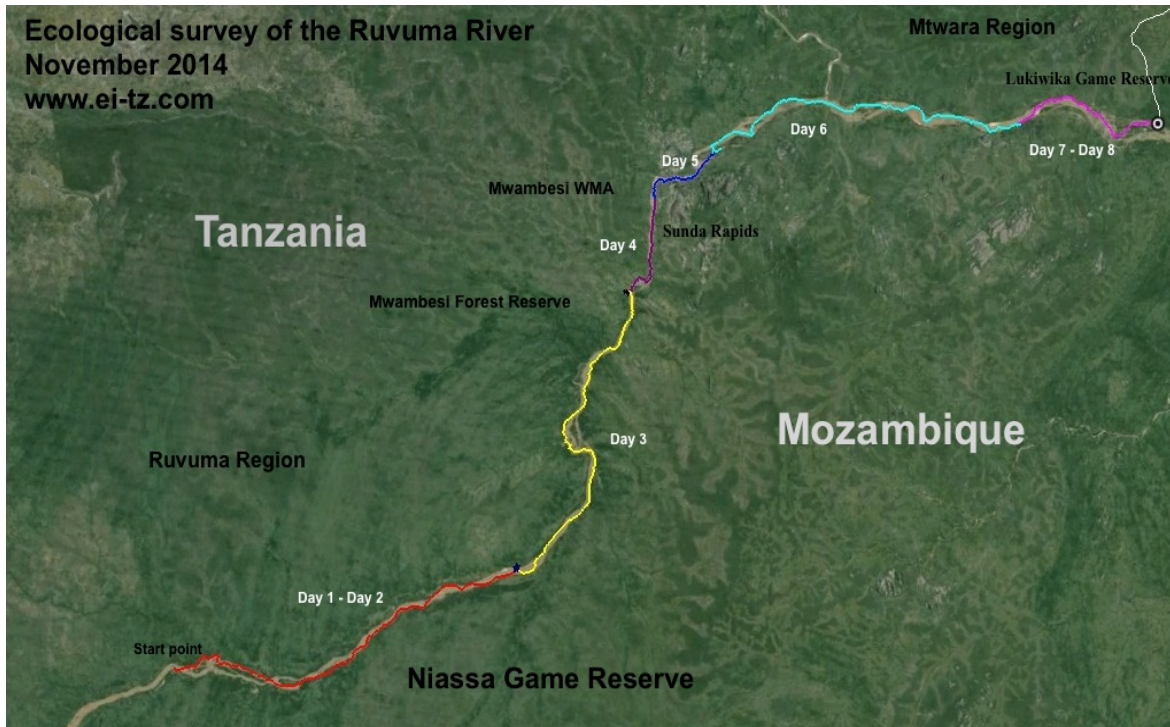 Ecological survey of the Ruvuma River
November 2014
www.ei-tz.com
Mtwara Region
Lukiwika Game Reserve
Day 6
Day 7 - Day 8
Day 5
Mwambesi WMA
Tanzania
Sunda Rapids
Day 4
Mwambesi Forest Reserve
Mozambique
Day 3
Ruvuma Region
Day 1 - Day 2
Start point
Niassa Game Reserve